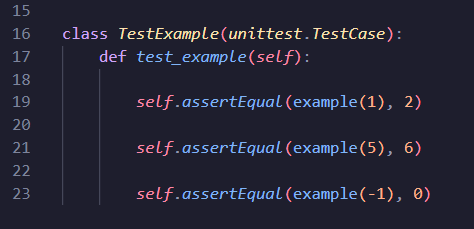 15
16 class TestExample(unittest.TestCase):
17     def test_example(self):
18
19         self.assertEqual(example(1), 2)
20
21         self.assertEqual(example(5), 6)
22
23         self.assertEqual(example(-1), 0)